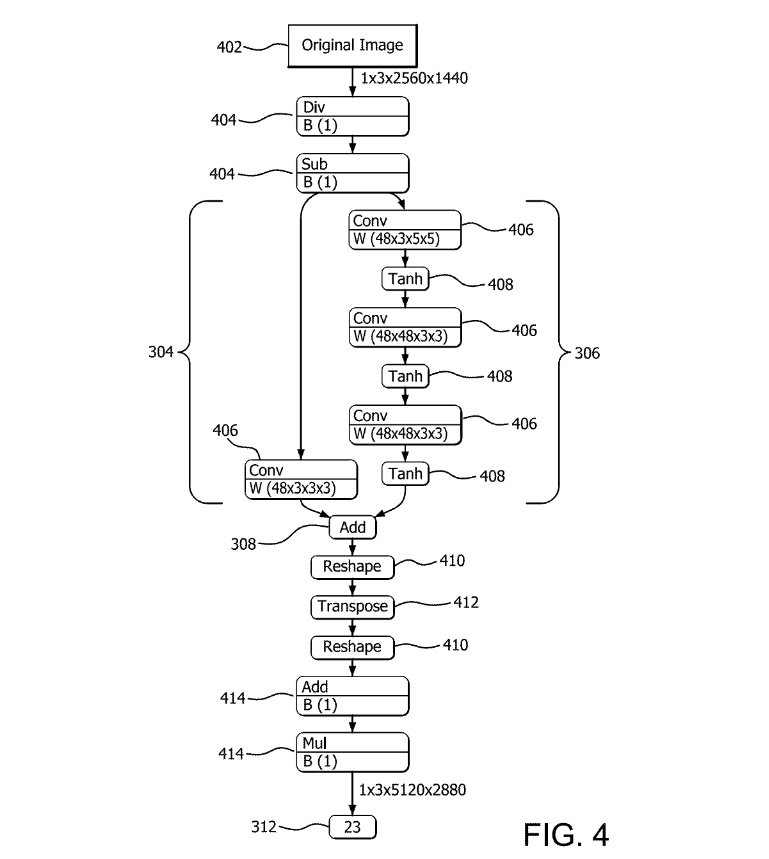 Original Image
402
1x3x2560x1440
Div
B (1)
404
Sub
B (1)
404
Conv
W (48x3x5x5)
406
Tanh
408
Conv
W (48x48x3x3)
406
304
306
Tanh
408
Conv
W (48x48x3x3)
406
406
Conv
W (48x3x3x3)
Tanh
408
Add
308
Reshape
410
Transpose
412
Reshape
410
Add
B (1)
414
Mul
B (1)
414
1x3x5120x2880
312
23
FIG. 4